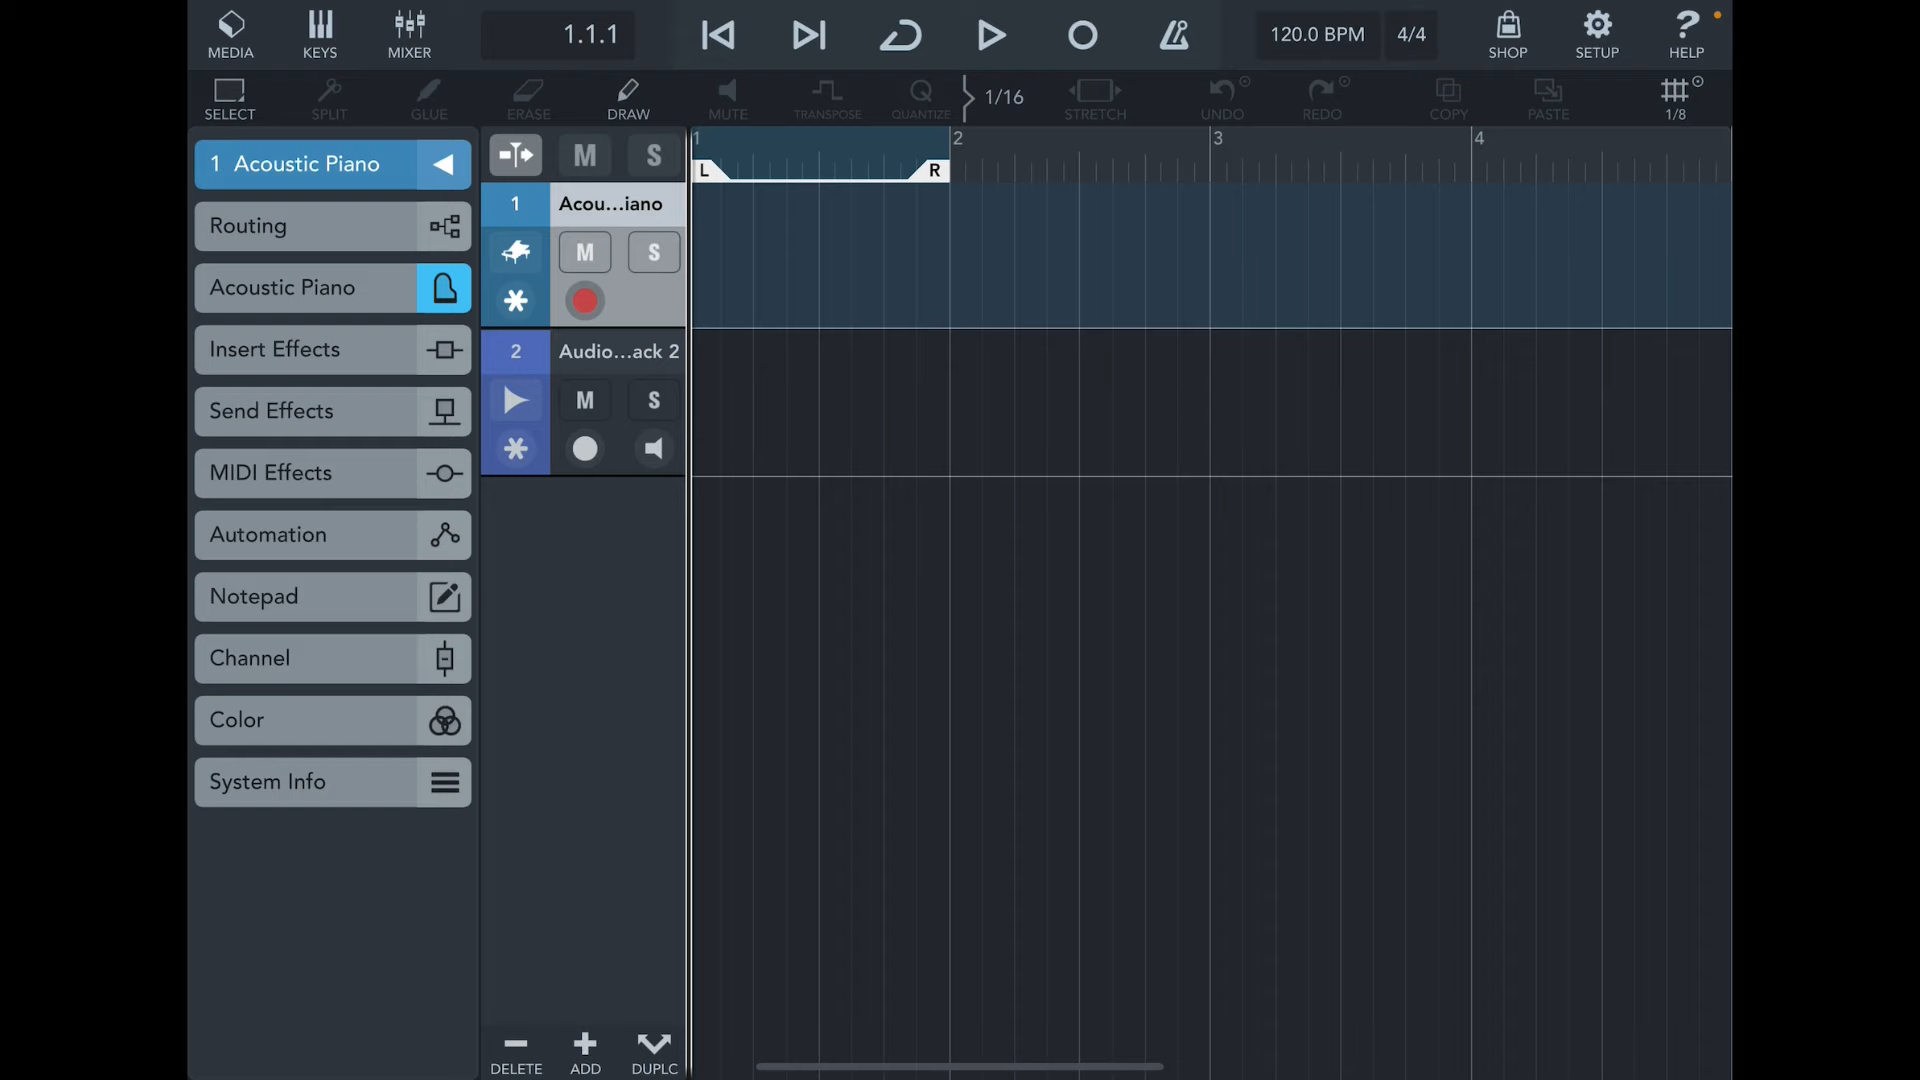 MEDIA
KEYS
MIXER
1.1.1
120.0 BPM
4/4
SHOP
SETUP
HELP
SELECT
SPLIT
GLUE
ERASE
DRAW
MUTE
TRANSPOSE
QUANTIZE
1/16
STRETCH
UNDO
REDO
COPY
PASTE
1/8
1 Acoustic Piano
Routing
Acoustic Piano
Insert Effects
Send Effects
MIDI Effects
Automation
Notepad
Channel
Color
System Info
M S
1 Acou...iano
M S
2 Audio...ack 2
M S
DELETE
ADD
DUPLC
1 2 3 4
L R